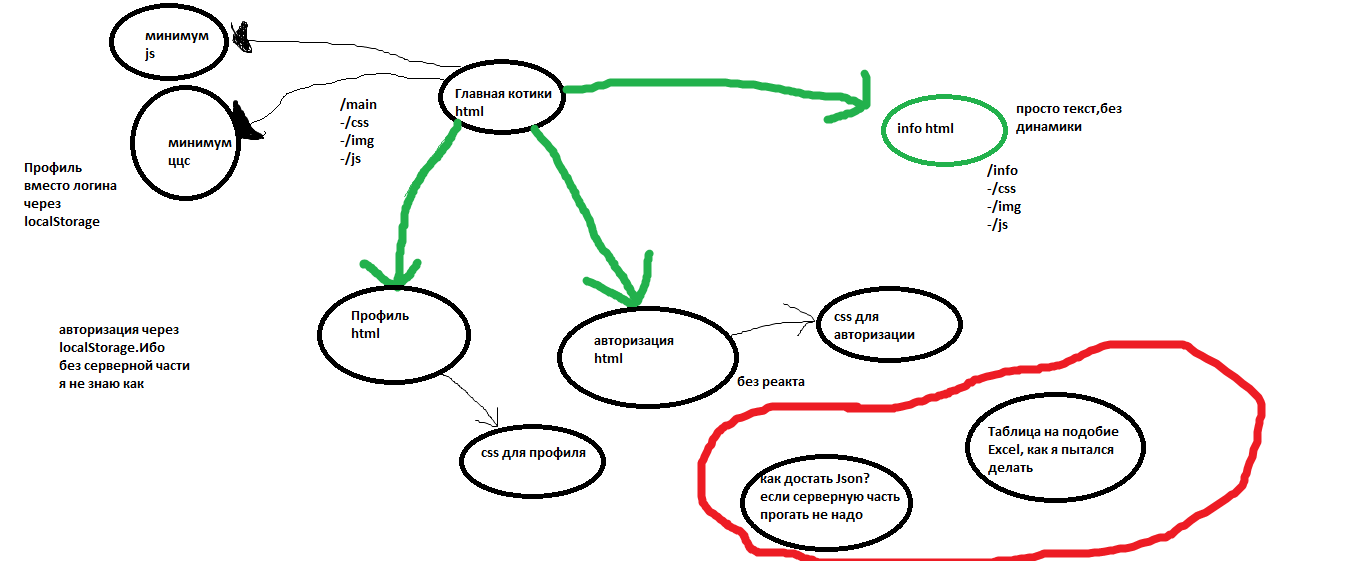 минимум
js
Главная котики
html
/main
-/css
-/img
-/js
минимум
ццс
info html
просто текст,без
динамики
/info
-/css
-/img
-/js
Профиль
вместо логина
через
localStorage
Профиль
html
авторизация через
localStorage.Ибо
без серверной части
я не знаю как
авторизация
html
css для
авторизации
без реакта
css для профиля
Таблица на подобие
Excel, как я пытался
делать
как достать Json?
если серверную часть
прогать не надо